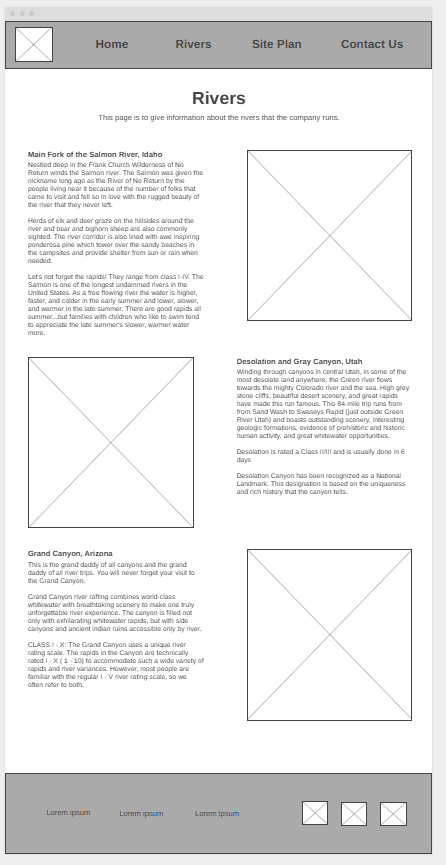 Home Rivers Site Plan Contact Us
Rivers
This page is to give information about the rivers that the company runs.
Main Fork of the Salmon River, Idaho
Nestled deep in the Frank Church Wilderness of No
Return winds the Salmon river. The Salmon was given the
nickname long ago as the River of No Return by the
people living near it because of the number of folks that
came to visit and fell so in love with the rugged beauty of
the river that they never left.
Herds of elk and deer graze on the hillsides around the
river and bear and bighorn sheep are also commonly
sighted. The river corridor is also lined with awe inspiring
ponderosa pine which tower over the sandy beaches in
the campsites and provide shelter from sun or rain when
needed.
Let's not forget the rapids! They range from class I-IV. The
Salmon is one of the longest undammed rivers in the
United States. As a free flowing river the water is higher,
faster, and colder in the early summer and lower, slower,
and warmer in the late summer. There are good rapids all
summer...but families with children who like to swim tend
to appreciate the late summer's slower, warmer water
more.
Desolation and Gray Canyon, Utah
Winding through canyons in central Utah, in some of the
most desolate land anywhere, the Green river flows
towards the mighty Colorado river and the sea. High grey
stone cliffs, beautiful desert scenery, and great rapids
have made this run famous. This 84-mile trip runs from
from Sand Wash to Swaseys Rapid (just outside Green
River Utah) and boasts outstanding scenery, interesting
geologic formations, evidence of prehistoric and historic
human activity, and great whitewater opportunities.
Desolation is rated a Class II/III and is usually done in 6
days
Desolation Canyon has been recognized as a National
Landmark. This designation is based on the uniqueness
and rich history that the canyon tells.
Grand Canyon, Arizona
This is the grand daddy of all canyons and the grand
daddy of all river trips. You will never forget your visit to
the Grand Canyon.
Grand Canyon river rafting combines world-class
whitewater with breathtaking scenery to make one truly
unforgettable river experience. The canyon is filled not
only with exhilarating whitewater rapids, but with side
canyons and ancient indian ruins accessible only by river.
CLASS I - X: The Grand Canyon uses a unique river
rating scale. The rapids in the Canyon are technically
rated I - X ( 1 - 10) to accommodate such a wide variety of
rapids and river variances. However, most people are
familiar with the regular I - V river rating scale, so we
often refer to both.
Lorem ipsum Lorem ipsum Lorem ipsum